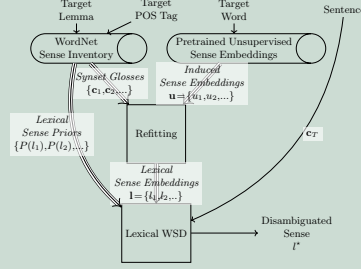 Target
Lemma
Target
POS Tag
Target
Word
Sentence
WordNet
Sense Inventory
Pretrained Unsupervised
Sense Embeddings
Synset Glosses
{c₁,c₂,...}
Induced
Sense Embeddings
u={u₁,u₂,...}
Lexical
Sense Priors
{P(l₁),P(l₂),...}
Refitting
c_T
Lexical
Sense Embeddings
l={l₁,l₂,..}
Lexical WSD
Disambiguated
Sense
l*